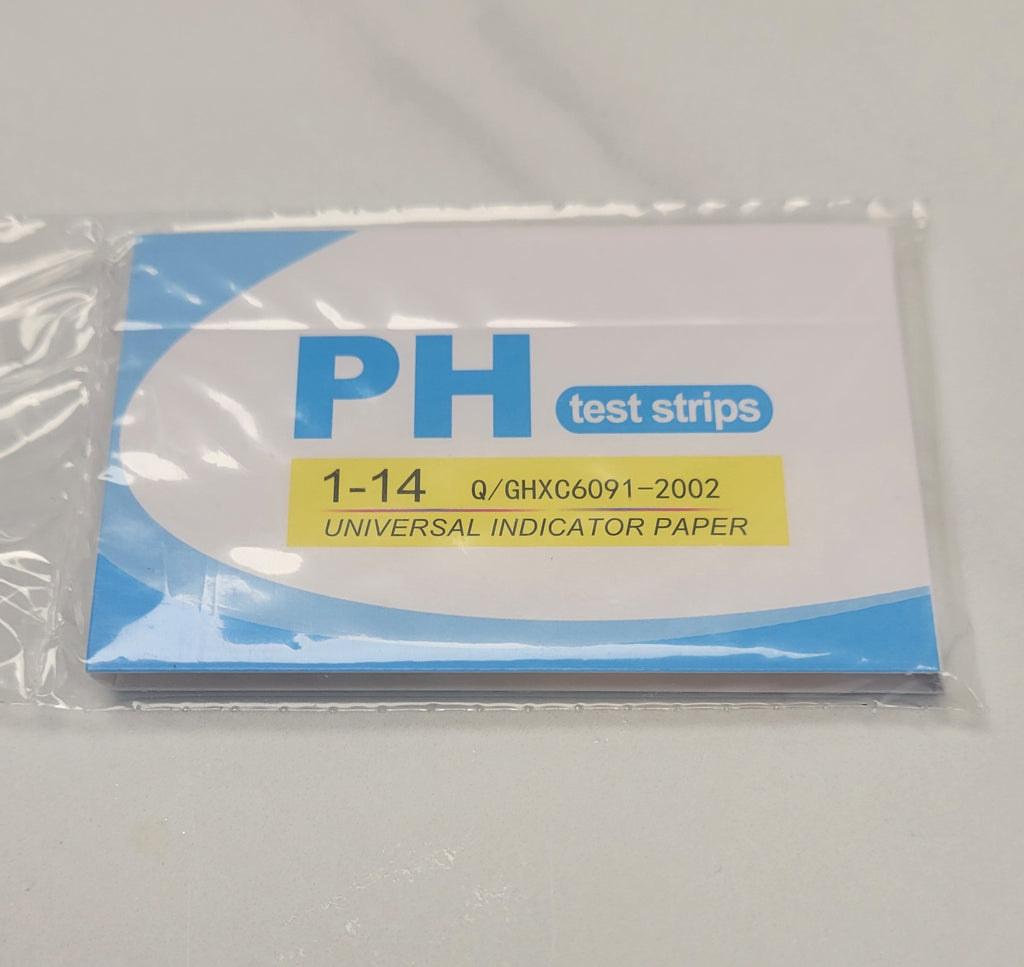 PH test strips
1-14 Q/GHXC6091-2002
UNIVERSAL INDICATOR PAPER